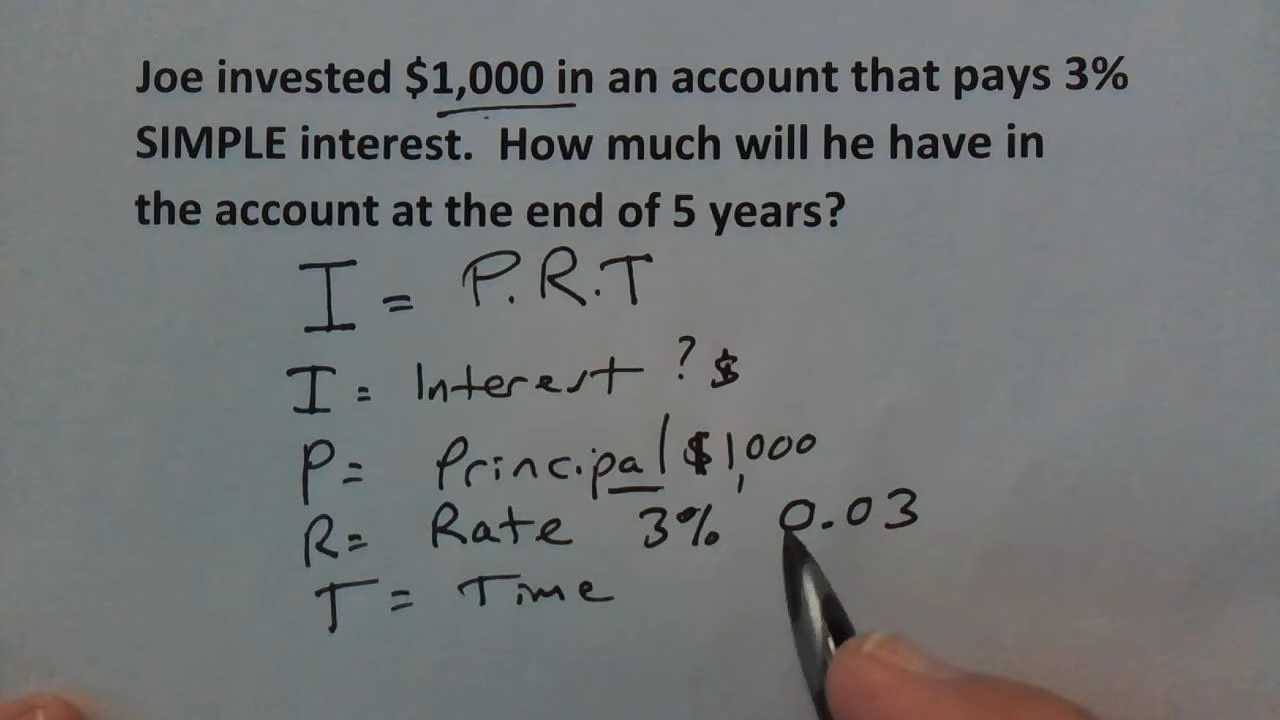 Joe invested $1,000 in an account that pays 3%
SIMPLE interest. How much will he have in
the account at the end of 5 years?
I = P.R.T
I = Interest ? $
P = Principal $1,000
R = Rate 3% 0.03
T = Time